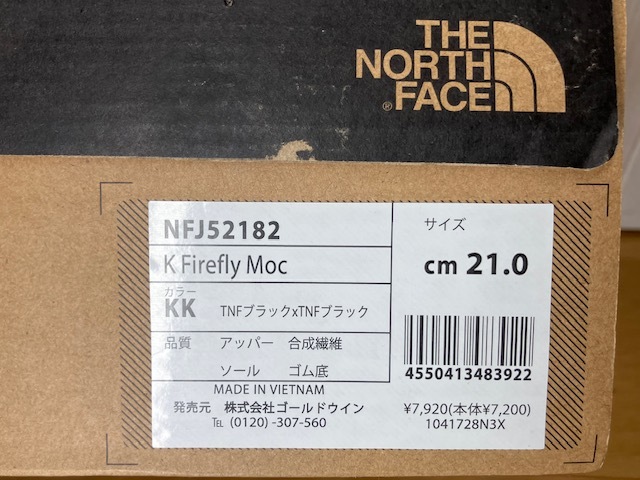 THE
NORTH
FACE
®
NFJ52182
サイズ
K Firefly Moc
cm 21.0
カラー
KK TNFブラックxTNFブラック
品質 アッパー 合成繊維
ソール ゴム底
4550413483922
MADE IN VIETNAM
発売元 株式会社ゴールドウイン
℡ (0120) -307-560
¥7,920(本体¥7,200)
1041728N3X